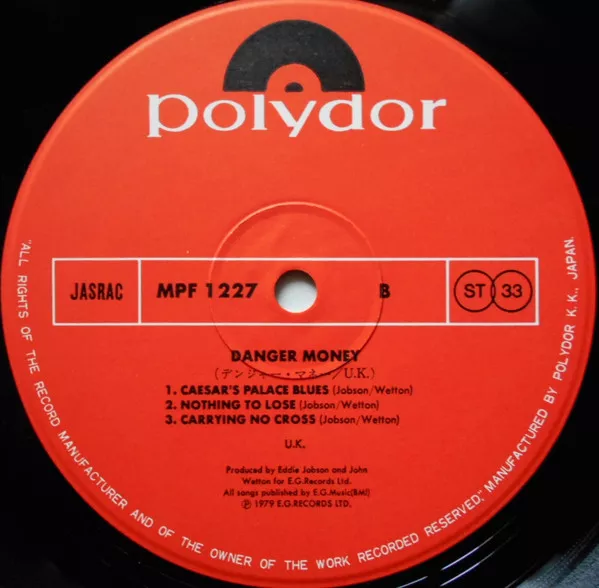 polydor
JASRAC
MPF 1227
B
ST 33
DANGER MONEY
(デンジャー・マネー/U.K.)
1. CAESAR'S PALACE BLUES (Jobson/Wetton)
2. NOTHING TO LOSE (Jobson/Wetton)
3. CARRYING NO CROSS (Jobson/Wetton)
U.K.
Produced by Eddie Jobson and John
Wetton for E.G.Records Ltd.
All songs published by E.G.Music(BMI)
Ⓟ 1979 E.G.RECORDS LTD.
"ALL RIGHTS OF THE RECORD MANUFACTURER AND OF THE OWNER OF THE WORK RECORDED RESERVED." MANUFACTURED BY POLYDOR K.K., JAPAN.